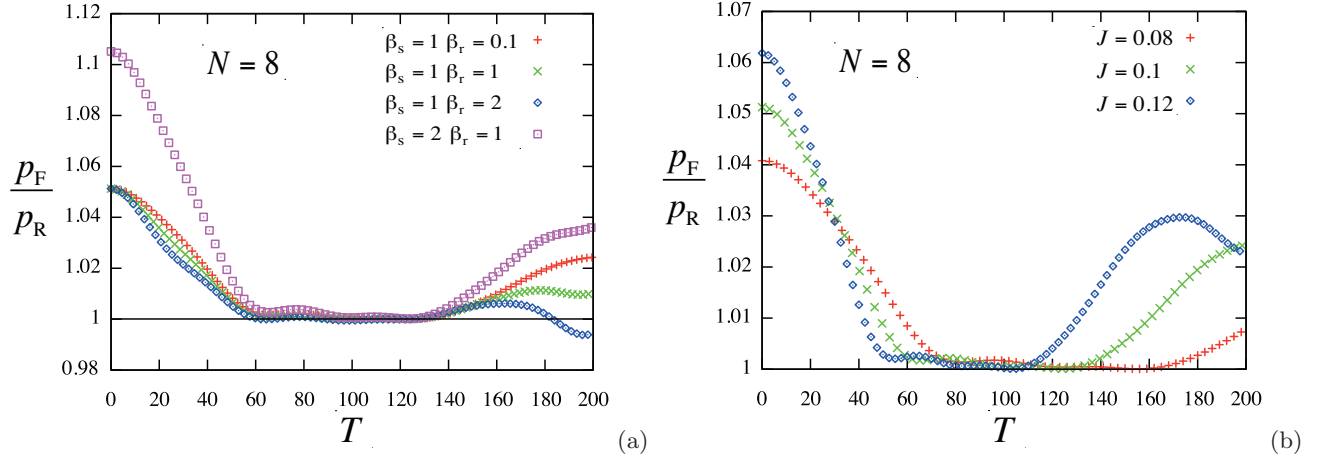 1.12
1.1
1.08
1.06
1.04
1.02
1
0.98
p_F
p_R
N = 8
β_s = 1 β_r = 0.1
β_s = 1 β_r = 1
β_s = 1 β_r = 2
β_s = 2 β_r = 1
0 20 40 60 80 100 120 140 160 180 200
T
(a)
1.07
1.06
1.05
1.04
1.03
1.02
1.01
1
p_F
p_R
N = 8
J = 0.08
J = 0.1
J = 0.12
0 20 40 60 80 100 120 140 160 180 200
T
(b)